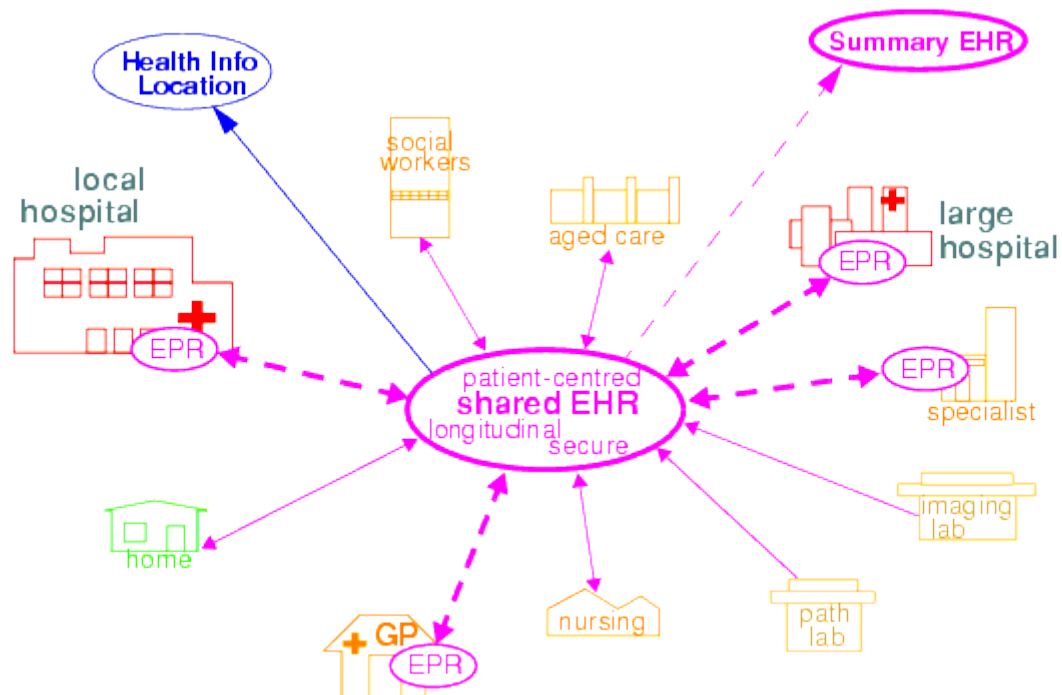 Health Info
Location
Summary EHR
social
workers
local
hospital
aged care
large
hospital
EPR
EPR
EPR
specialist
patient-centred
shared EHR
longitudinal
secure
imaging
lab
home
nursing
path
lab
GP
EPR